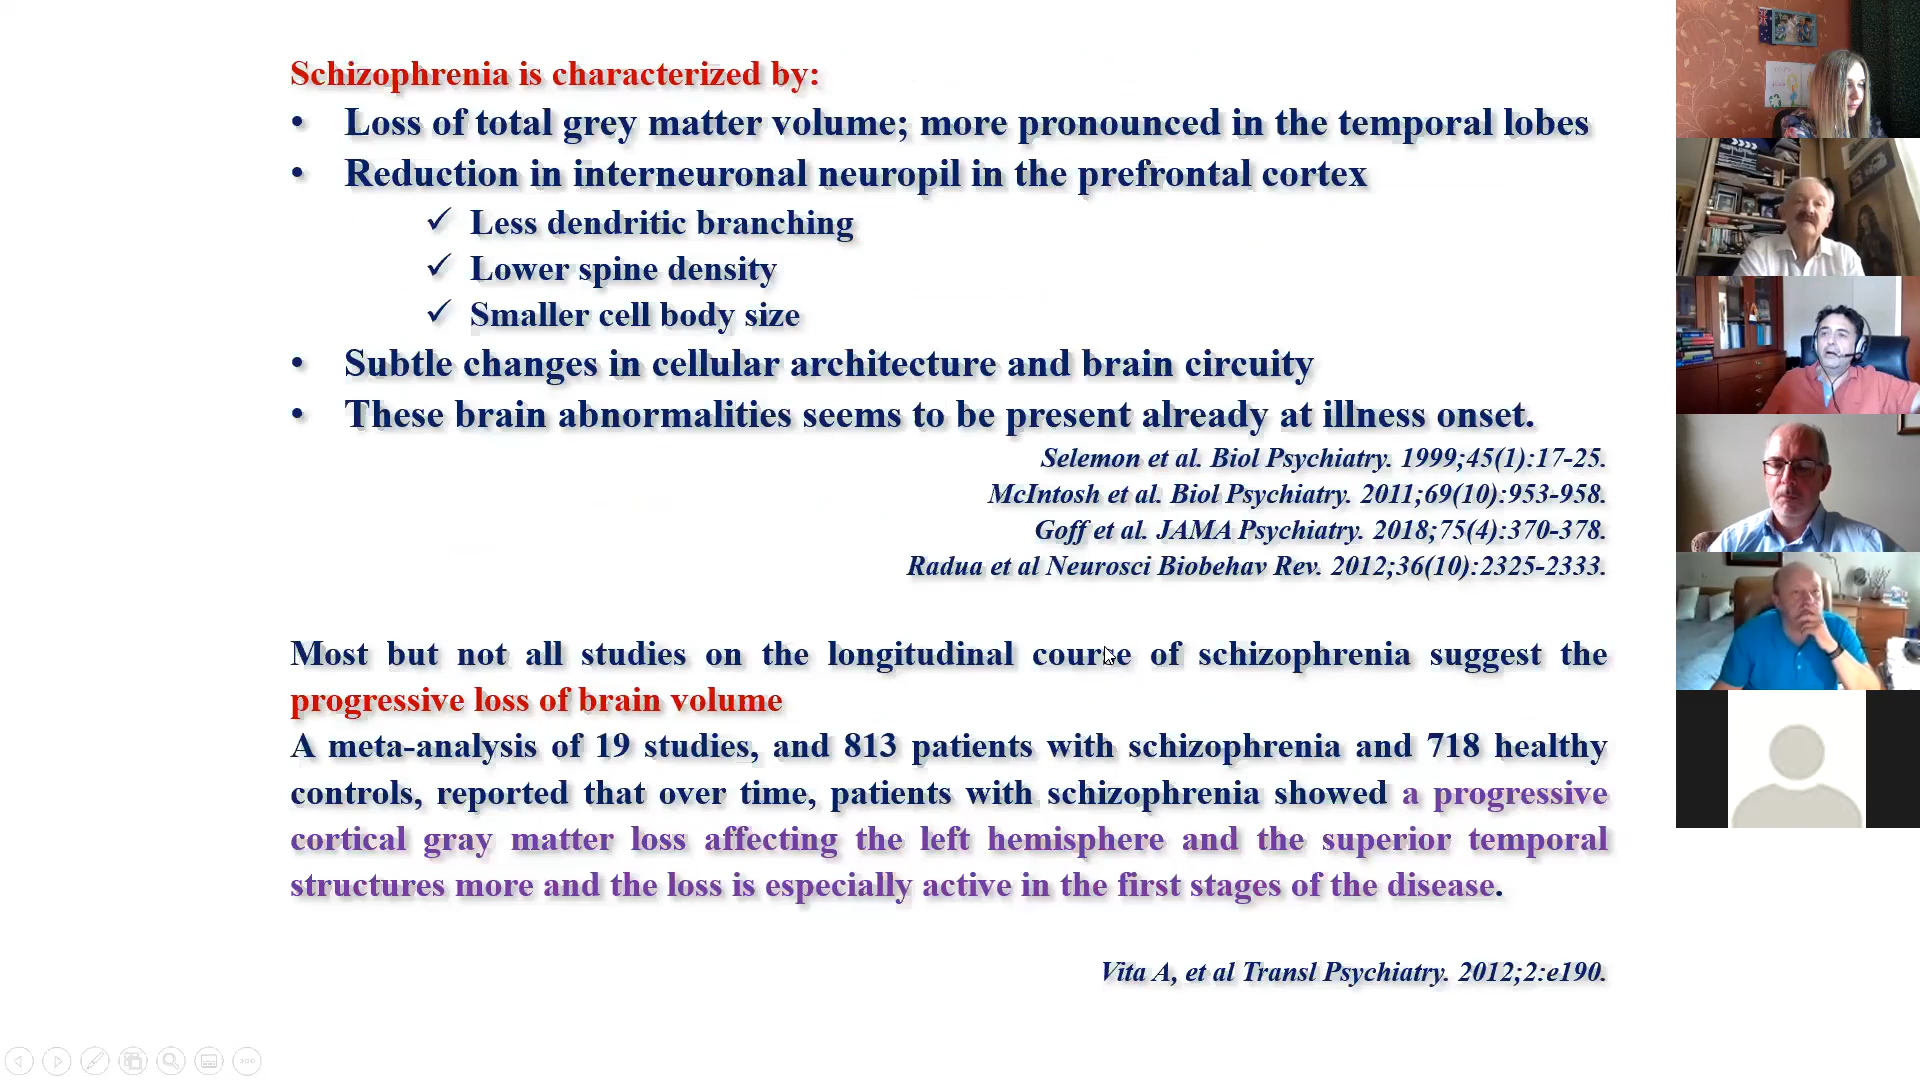 Schizophrenia is characterized by:
• Loss of total grey matter volume; more pronounced in the temporal lobes
• Reduction in interneuronal neuropil in the prefrontal cortex
✓ Less dendritic branching
✓ Lower spine density
✓ Smaller cell body size
• Subtle changes in cellular architecture and brain circuity
• These brain abnormalities seems to be present already at illness onset.
Selemon et al. Biol Psychiatry. 1999;45(1):17-25.
McIntosh et al. Biol Psychiatry. 2011;69(10):953-958.
Goff et al. JAMA Psychiatry. 2018;75(4):370-378.
Radua et al Neurosci Biobehav Rev. 2012;36(10):2325-2333.
Most but not all studies on the longitudinal course of schizophrenia suggest the
progressive loss of brain volume
A meta-analysis of 19 studies, and 813 patients with schizophrenia and 718 healthy
controls, reported that over time, patients with schizophrenia showed a progressive
cortical gray matter loss affecting the left hemisphere and the superior temporal
structures more and the loss is especially active in the first stages of the disease.
Vita A, et al Transl Psychiatry. 2012;2:e190.